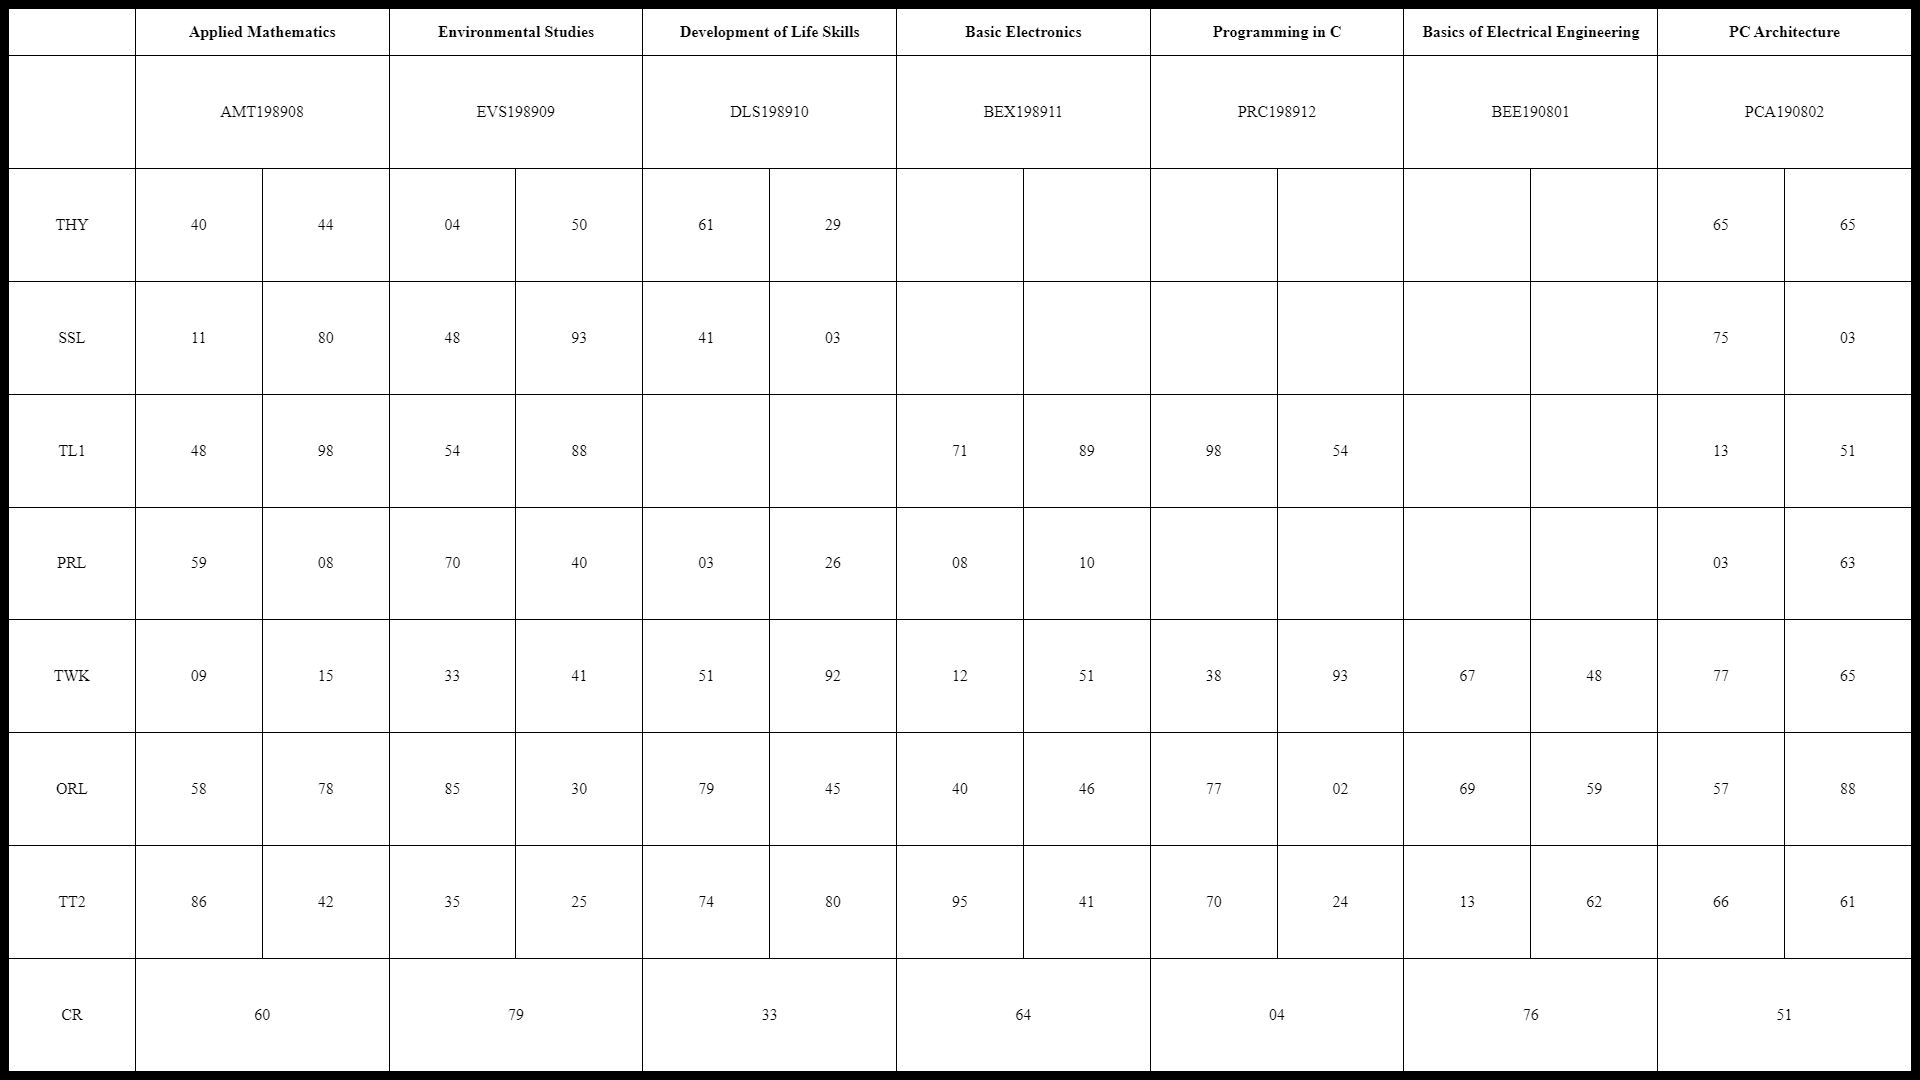 Applied Mathematics Environmental Studies Development of Life Skills Basic Electronics Programming in C Basics of Electrical Engineering PC Architecture
AMT198908 EVS198909 DLS198910 BEX198911 PRC198912 BEE190801 PCA190802
THY 40 44 04 50 61 29 65 65
SSL 11 80 48 93 41 03 75 03
TL1 48 98 54 88 71 89 98 54 13 51
PRL 59 08 70 40 03 26 08 10 03 63
TWK 09 15 33 41 51 92 12 51 38 93 67 48 77 65
ORL 58 78 85 30 79 45 40 46 77 02 69 59 57 88
TT2 86 42 35 25 74 80 95 41 70 24 13 62 66 61
CR 60 79 33 64 04 76 51